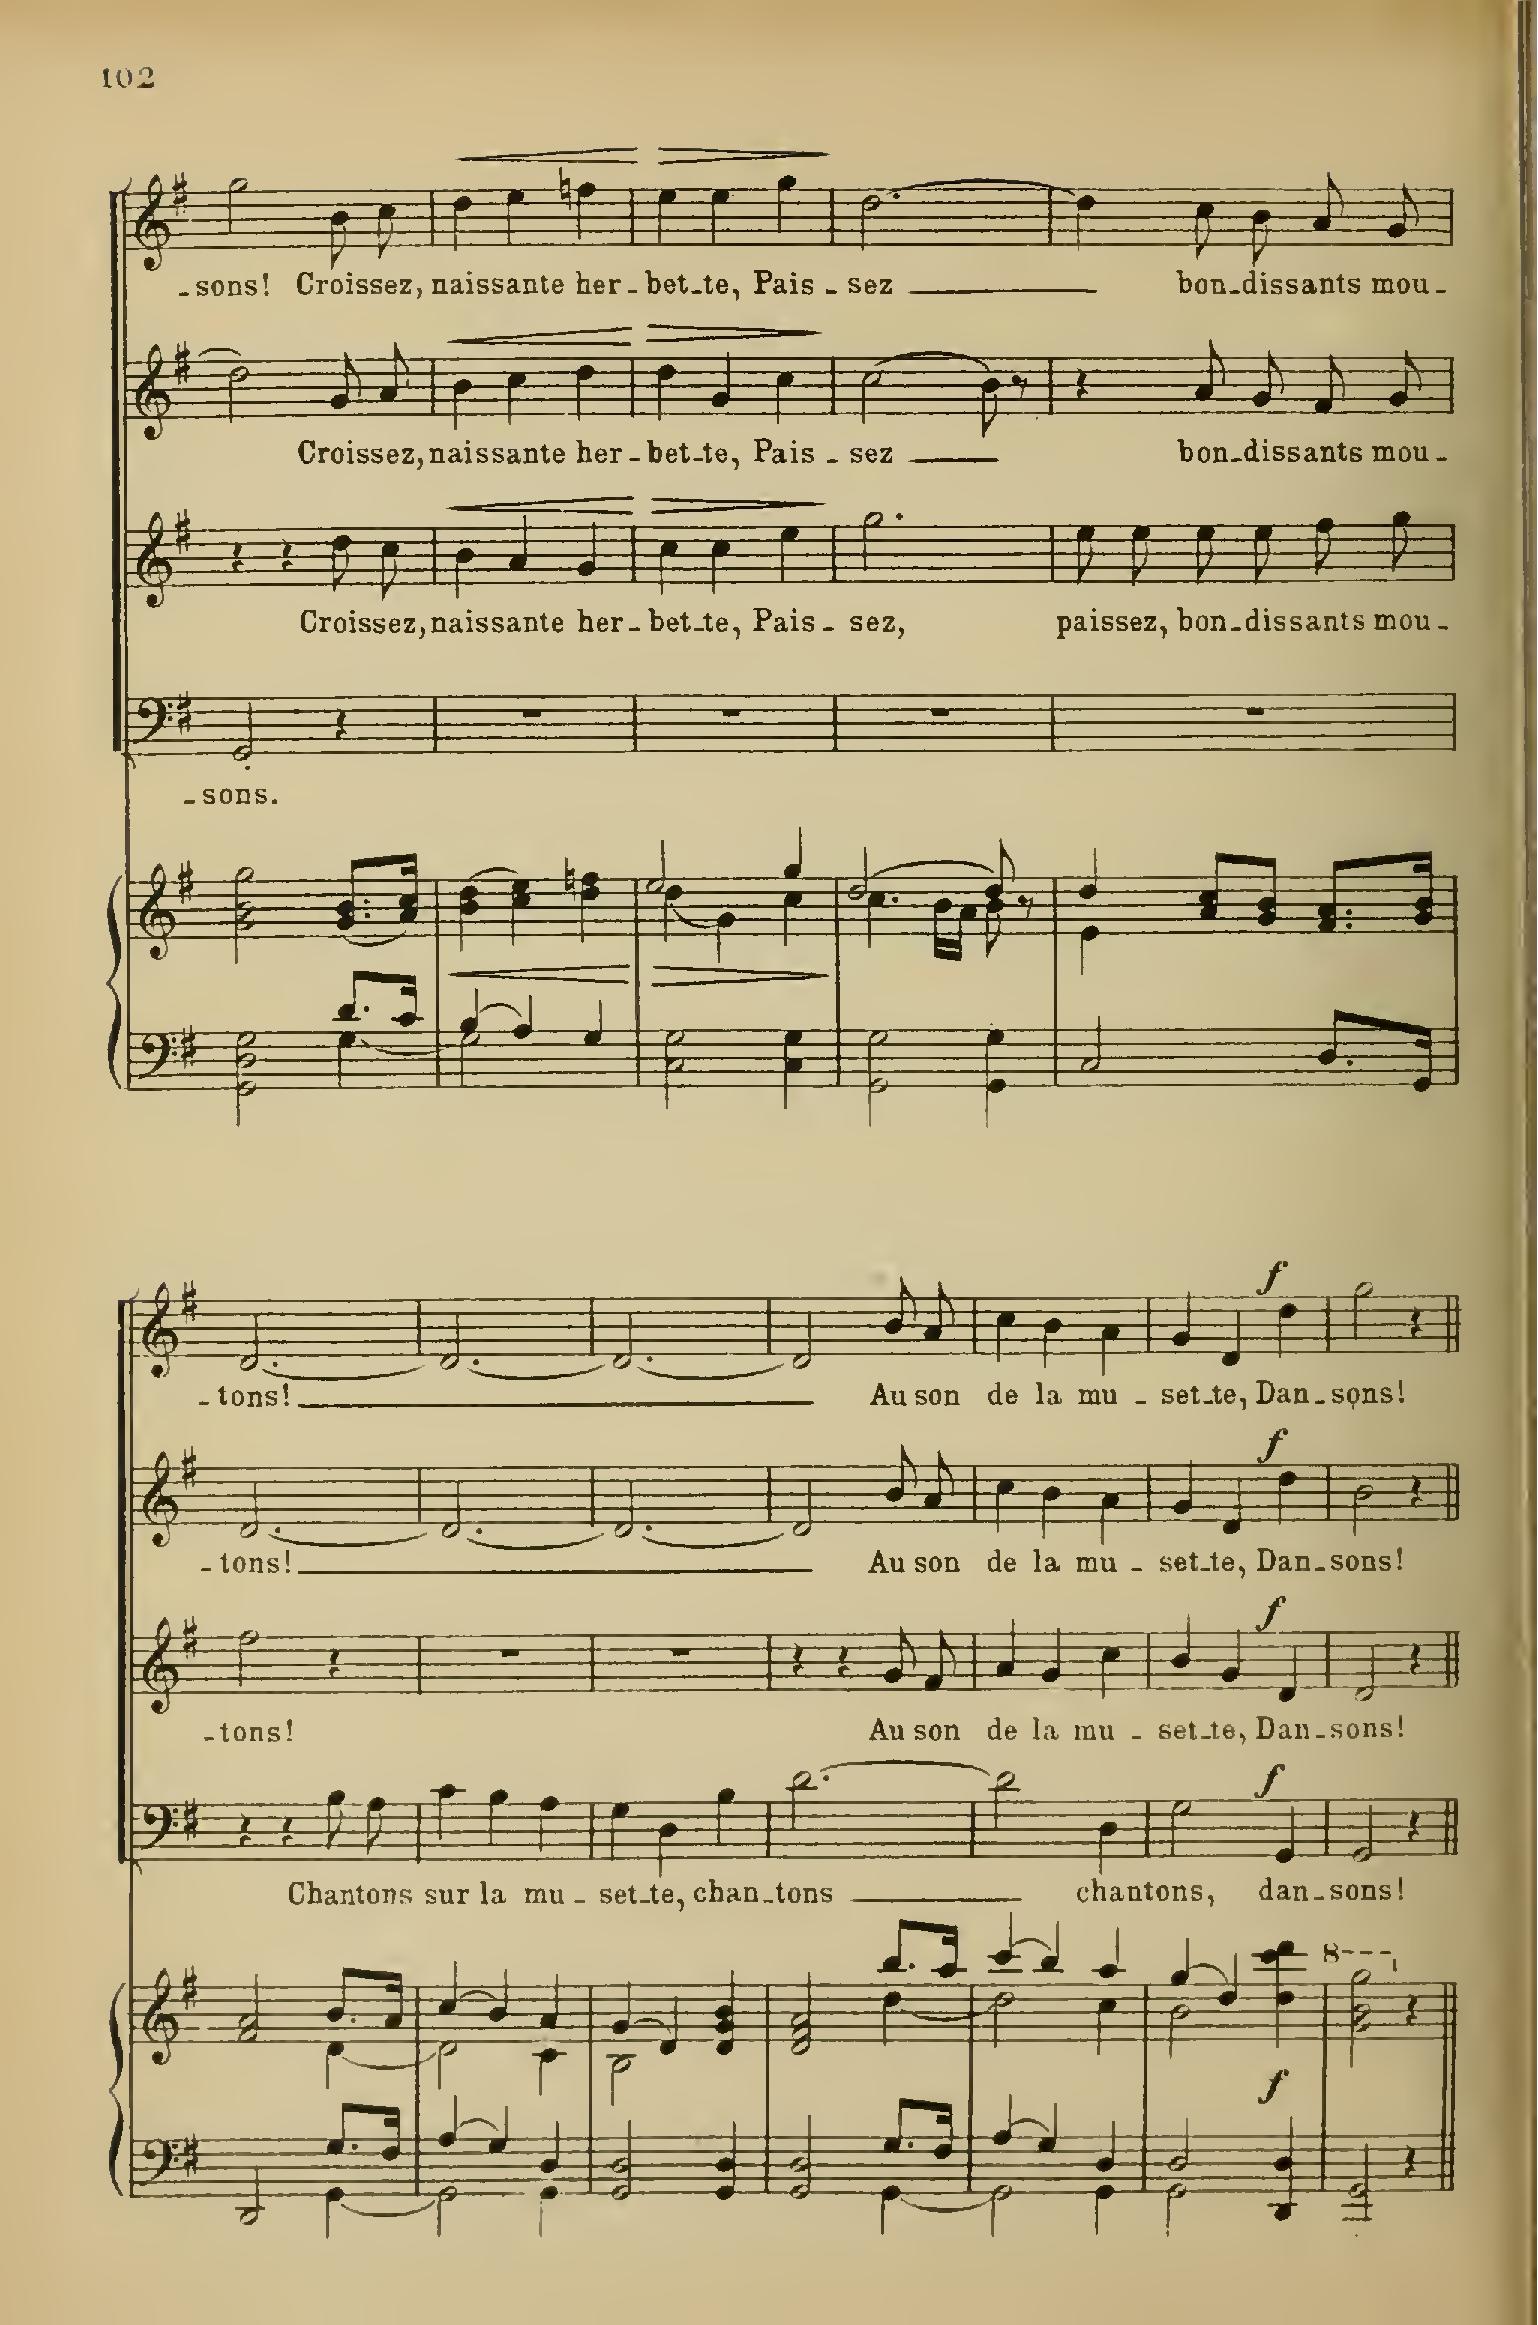 102
- sons! Croissez, naissante her - bet - te, Pais - sez bon - dissants mou -
Croissez, naissante her - bet - te, Pais - sez bon - dissants mou -
Croissez, naissante her - bet - te, Pais - sez, paissez, bon - dissants mou -
- sons.
f
- tons! Au son de la mu - set - te, Dan - sons!
f
- tons! Au son de la mu - set - te, Dan - sons!
f
- tons! Au son de la mu - set - te, Dan - sons!
f
Chantons sur la mu - set - te, chan - tons chantons, dan - sons!
8
f